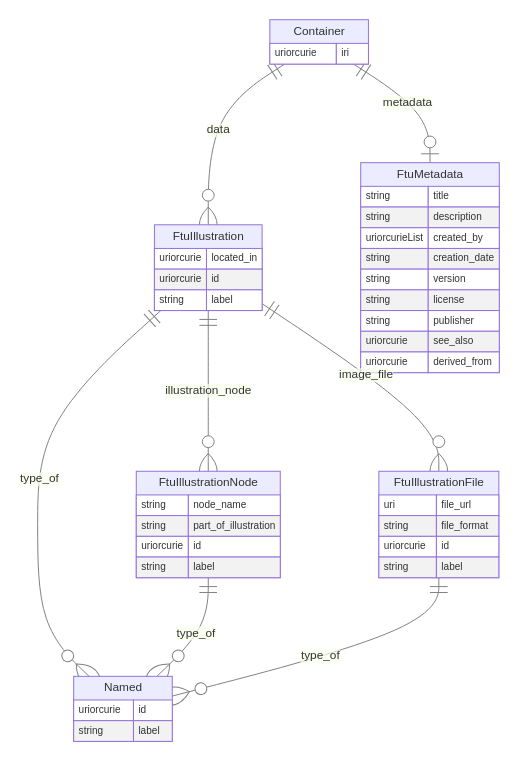 Container
uriorcurie iri
metadata
data
FtuMetadata
string title
string description
uriorcurieList created_by
string creation_date
string version
string license
string publisher
uriorcurie see_also
uriorcurie derived_from
FtuIllustration
uriorcurie located_in
uriorcurie id
string label
image_file
illustration_node
type_of
FtuIllustrationNode
string node_name
string part_of_illustration
uriorcurie id
string label
FtuIllustrationFile
uri file_url
string file_format
uriorcurie id
string label
type_of
type_of
Named
uriorcurie id
string label